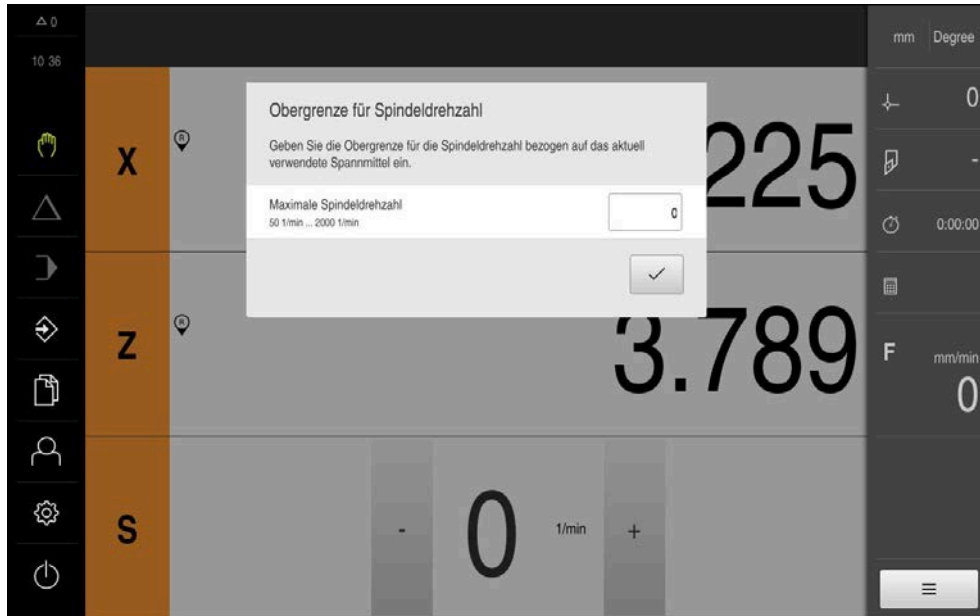 0
10 36
mm Degree
X
R
225
0
-
0:00:00
Obergrenze für Spindeldrehzahl
Geben Sie die Obergrenze für die Spindeldrehzahl bezogen auf das aktuell
verwendete Spannmittel ein.
Maximale Spindeldrehzahl
50 1/min ... 2000 1/min
0
Z
R
3.789
F mm/min
0
S
- 0 1/min +